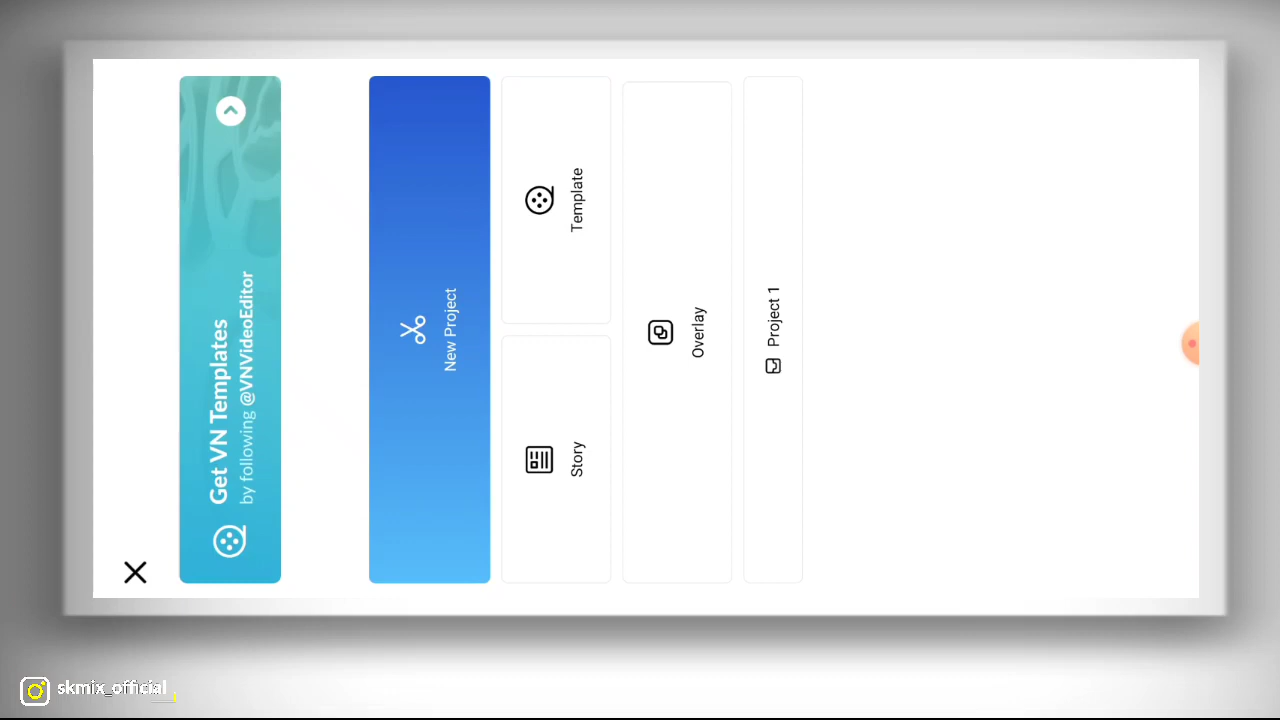 Get VN Templates
by following @VNVideoEditor
New Project
Story
Template
Overlay
Project 1
skmix_official